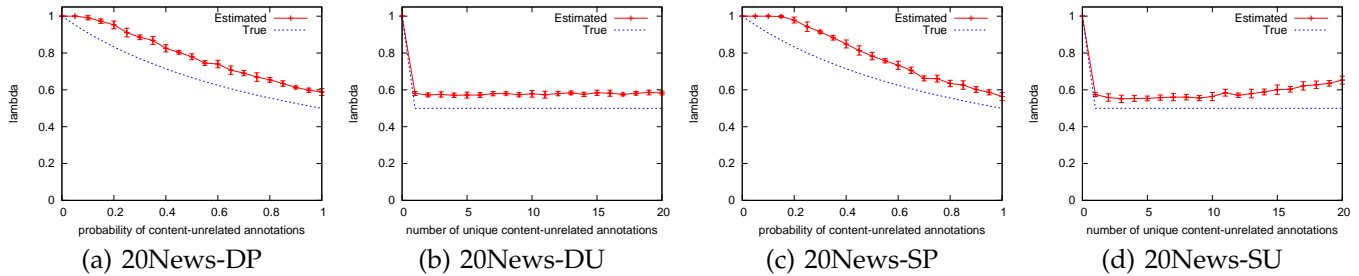 1
0.8
0.6
0.4
0.2
0
lambda
Estimated
True
0 0.2 0.4 0.6 0.8 1
probability of content-unrelated annotations
(a) 20News-DP
1
0.8
0.6
0.4
0.2
0
lambda
Estimated
True
0 5 10 15 20
number of unique content-unrelated annotations
(b) 20News-DU
1
0.8
0.6
0.4
0.2
0
lambda
Estimated
True
0 0.2 0.4 0.6 0.8 1
probability of content-unrelated annotations
(c) 20News-SP
1
0.8
0.6
0.4
0.2
0
lambda
Estimated
True
0 5 10 15 20
number of unique content-unrelated annotations
(d) 20News-SU